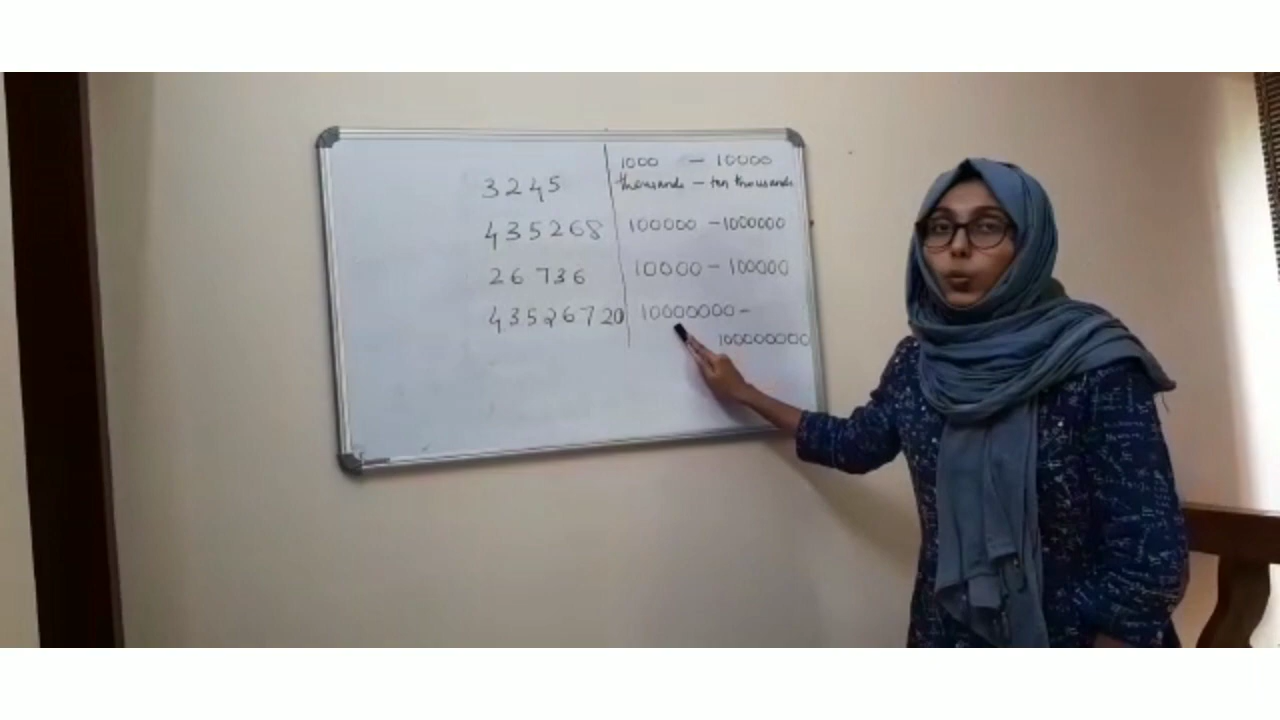 1000 - 10000
3245 thousands - ten thousands
435268 100000 - 1000000
26736 10000 - 100000
43526720 10000000 -
100000000